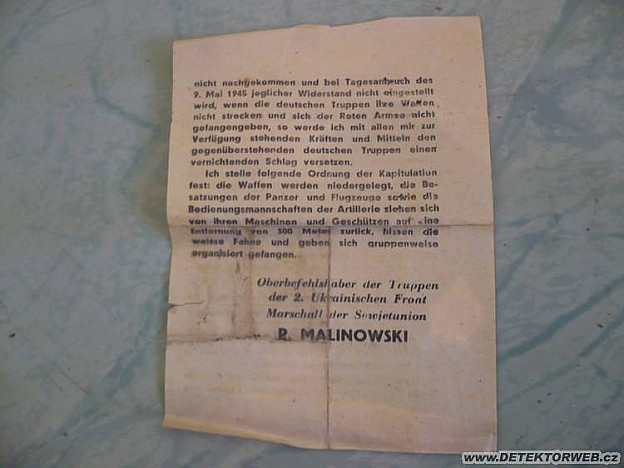 nicht nachgekommen und bei Tagesanbruch des
9. Mai 1945 jeglicher Widerstand nicht eingestellt
wird, wenn die deutschen Truppen ihre Waffen
nicht strecken und sich der Roten Armee nicht
gefangengeben, so werde ich mit allen mir zur
Verfügung stehenden Kräften und Mitteln den
gegenüberstehenden deutschen Truppen einen
vernichtenden Schlag versetzen.
Ich stelle folgende Ordnung der Kapitulation
fest: die Waffen werden niedergelegt, die Be-
satzungen der Panzer und Flugzeuge sowie die
Bedienungsmannschaften der Artillerie ziehen sich
von ihren Maschinen und Geschützen auf eine
Entfernung von 300 Meter zurück, hissen die
weisse Fahne und geben sich gruppenweise
organisiert gefangen.
Oberbefehlshaber der Truppen
der 2. Ukrainischen Front
Marschall der Sowjetunion
R. MALINOWSKI
www.DETEKTORWEB.cz